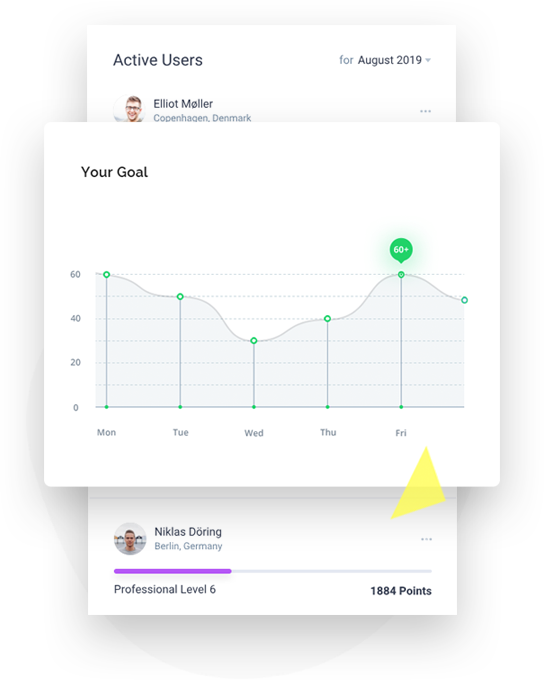 Active Users
for August 2019
Elliot Møller
Copenhagen, Denmark
Your Goal
60+
60
40
20
0
Mon Tue Wed Thu Fri
Niklas Döring
Berlin, Germany
Professional Level 6
1884 Points